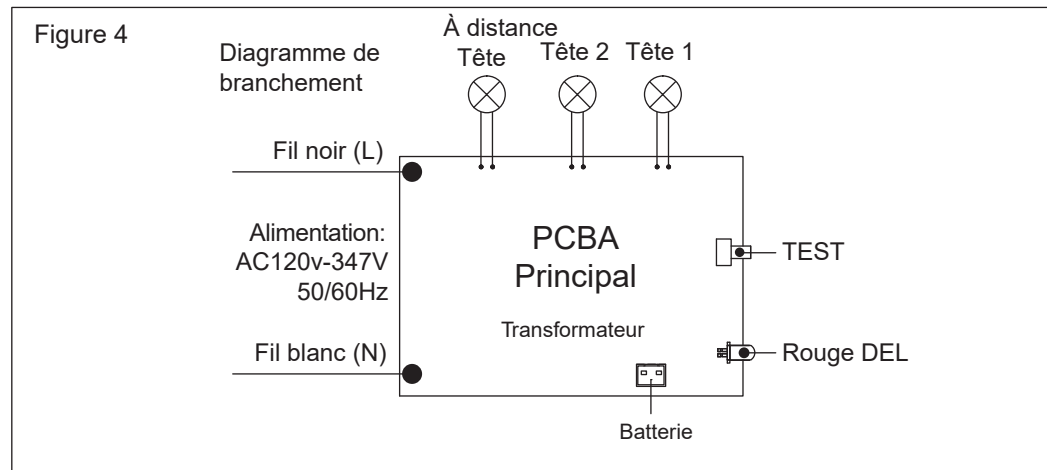 Figure 4
Diagramme de
branchement
À distance
Tête
Tête 2
Tête 1
Fil noir (L)
Alimentation:
AC120v-347V
50/60Hz
Fil blanc (N)
PCBA
Principal
Transformateur
TEST
Rouge DEL
Batterie